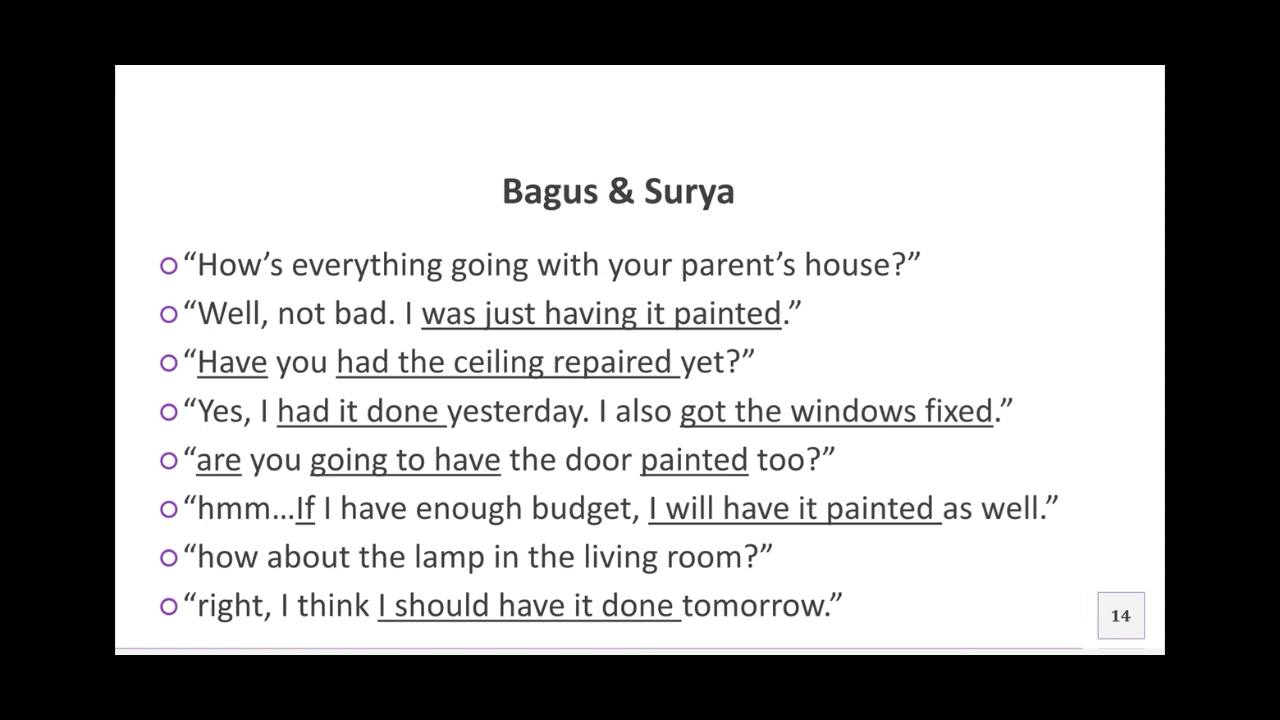 Bagus & Surya
“How’s everything going with your parent’s house?”
“Well, not bad. I was just having it painted.”
“Have you had the ceiling repaired yet?”
“Yes, I had it done yesterday. I also got the windows fixed.”
“are you going to have the door painted too?”
“hmm…If I have enough budget, I will have it painted as well.”
“how about the lamp in the living room?”
“right, I think I should have it done tomorrow.”
14